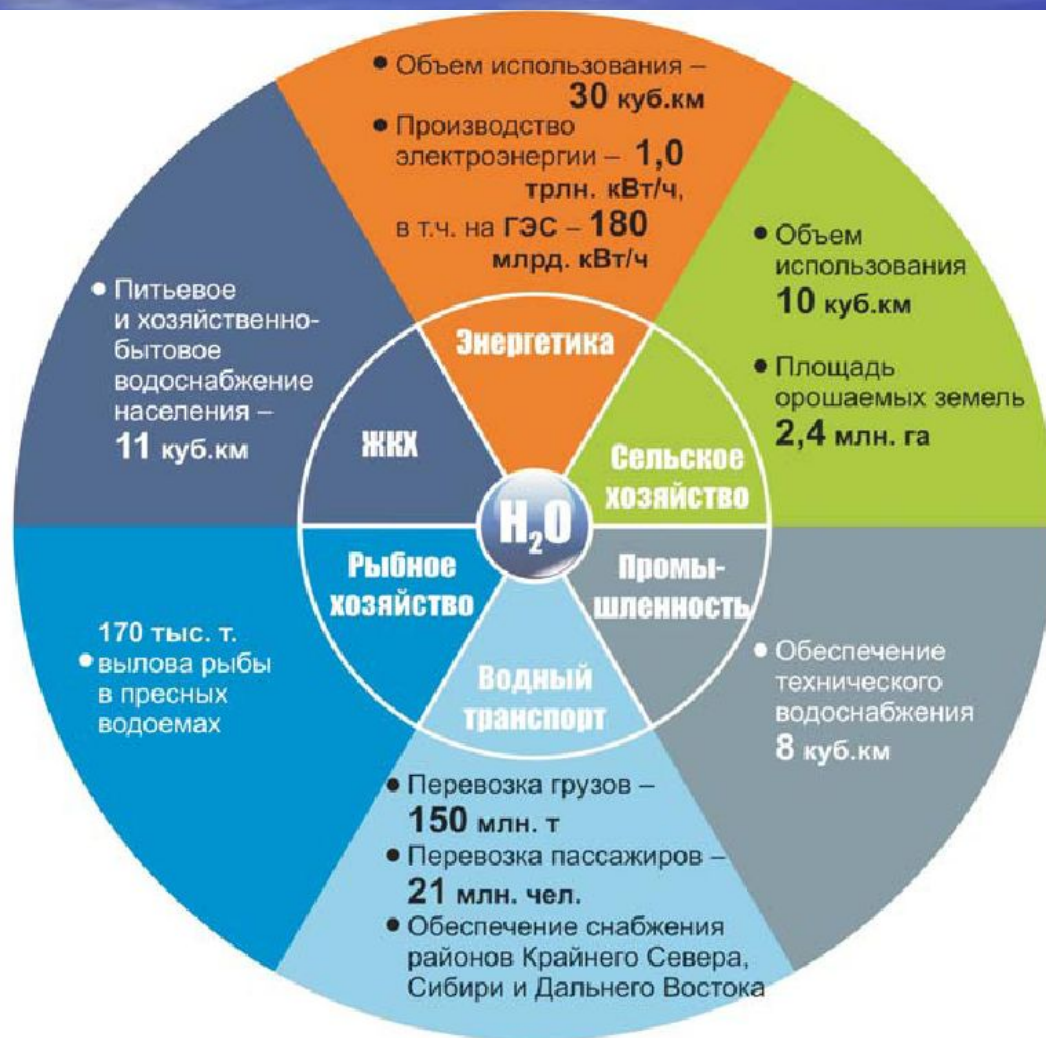 ● Объем использования –
30 куб.км
● Производство
электроэнергии – 1,0
трлн. кВт/ч,
в т.ч. на ГЭС – 180
млрд. кВт/ч
Энергетика
● Объем
использования
10 куб.км
● Площадь
орошаемых земель
2,4 млн. га
Сельское
хозяйство
● Питьевое
и хозяйственно-
бытовое
водоснабжение
населения –
11 куб.км
ЖКХ
H₂O
Рыбное
хозяйство
170 тыс. т.
● вылова рыбы
в пресных
водоемах
Промы-
шленность
● Обеспечение
технического
водоснабжения
8 куб.км
Водный
транспорт
● Перевозка грузов –
150 млн. т
● Перевозка пассажиров –
21 млн. чел.
● Обеспечение снабжения
районов Крайнего Севера,
Сибири и Дальнего Востока